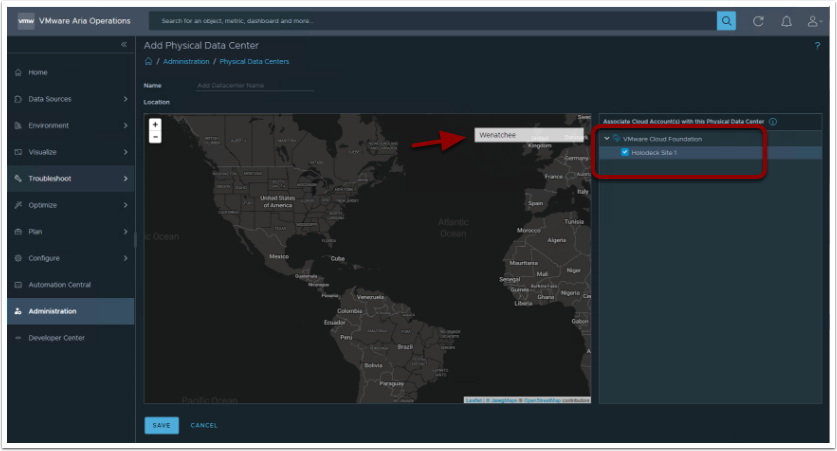 vmw VMware Aria Operations
Search for an object, metric, dashboard and more...
Add Physical Data Center
?
/ Administration / Physical Data Centers
Home
Data Sources
Environment
Visualize
Troubleshoot
Optimize
Plan
Configure
Automation Central
Administration
Developer Center
Name Add Datacenter Name
Location
+
−
Wenatchee
Kingdom
Germany
France
Italy
Spain
United States
of America
Atlantic
Ocean
ic Ocean
Tunisia
Morocco
Algeria
Mexico
Cuba
Mauritania
Mali
Niger
Senegal
Guatemala
Nicaragua
Burkina Faso
Guinea
Ghana
Nigeria
Liberia
Panama
Venezuela
Colombia
Ecuador
Gabon
Peru
Brazil
Bolivia
Paraguay
Pacific Ocean
Leaflet | © JawgMaps © OpenStreetMap contributors
Associate Cloud Account(s) with this Physical Data Center
VMware Cloud Foundation
Holodeck Site 1
SAVE
CANCEL